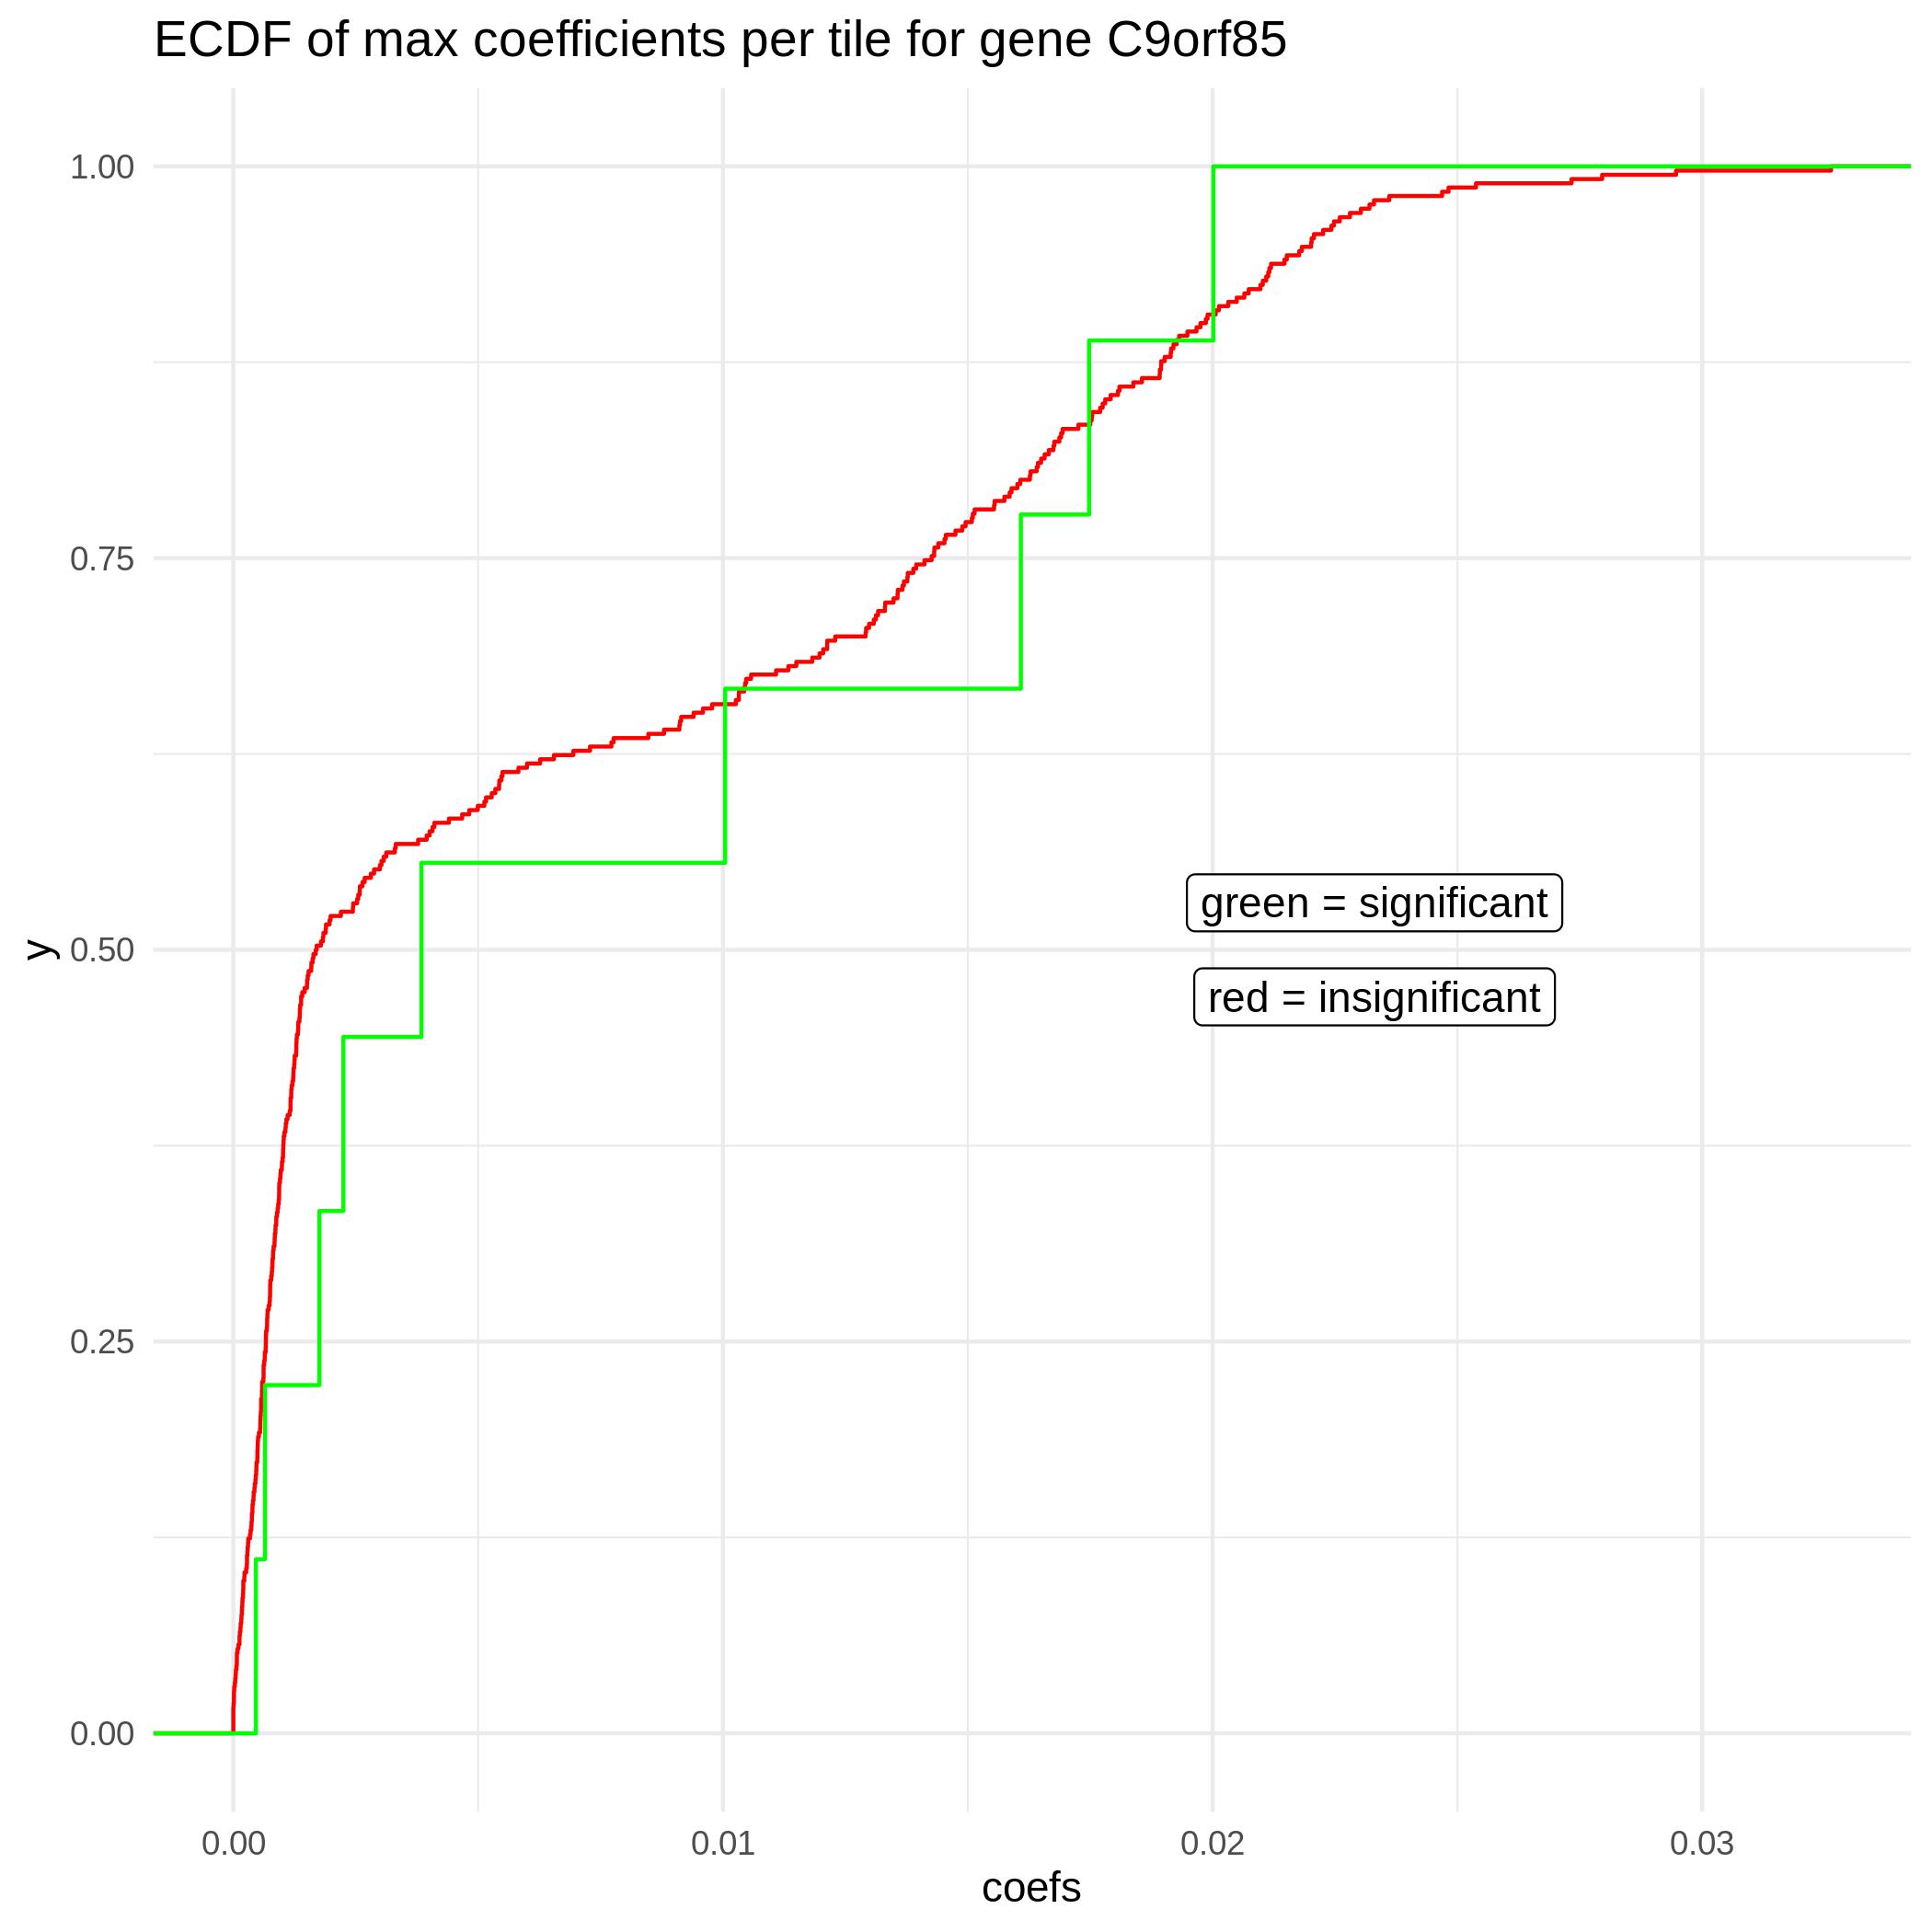 ECDF of max coefficients per tile for gene C9orf85
1.00
0.75
0.50
0.25
0.00
y
green = significant
red = insignificant
0.00 0.01 0.02 0.03
coefs